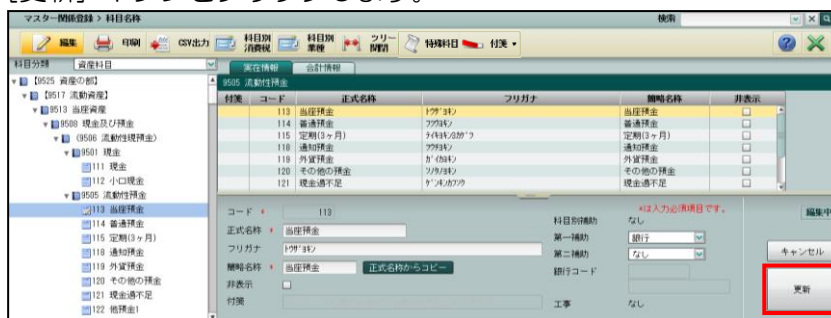 [更新] ボタンをクリックします。
マスター関係登録 > 科目名称 検索
編集 印刷 CSV出力 科目別消費税 科目別業種 ツリー開閉 特殊科目 付箋
科目分類 資産科目 実在情報 合計情報
【9525 資産の部】
【9517 流動資産】
9513 当座資産
9508 現金及び預金
(9506 流動性現預金)
9501 現金
111 現金
112 小口現金
9505 流動性預金
113 当座預金
114 普通預金
115 定期(3ヶ月)
118 通知預金
119 外貨預金
120 その他の預金
121 現金過不足
122 他預金1
9505 流動性預金
付箋 コード 正式名称 フリガナ 簡略名称 非表示
113 当座預金 ﾄｳｻﾞﾖｷﾝ 当座預金
114 普通預金 ﾌﾂｳﾖｷﾝ 普通預金
115 定期(3ヶ月) ﾃｲｷ3ｶｹﾞﾂ 定期(3ヶ月)
118 通知預金 ﾂｳﾁﾖｷﾝ 通知預金
119 外貨預金 ｶﾞｲｶﾖｷﾝ 外貨預金
120 その他の預金 ｿﾉﾀﾉﾖｷﾝ その他の預金
121 現金過不足 ｹﾞﾝｷﾝｶﾌｿｸ 現金過不足
*は入力必須項目です。 編集中
コード * 113 科目別補助 なし
正式名称 * 当座預金 第一補助 銀行
フリガナ ﾄｳｻﾞﾖｷﾝ 第二補助 なし キャンセル
簡略名称 * 当座預金 正式名称からコピー 銀行コード
非表示 更新
付箋 工事 なし